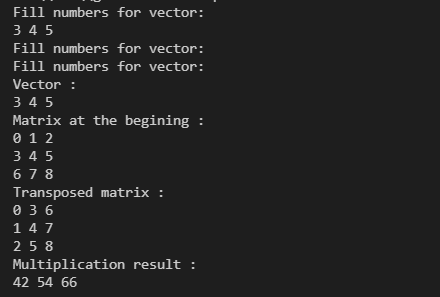 Fill numbers for vector:
3 4 5
Fill numbers for vector:
Fill numbers for vector:
Vector :
3 4 5
Matrix at the begining :
0 1 2
3 4 5
6 7 8
Transposed matrix :
0 3 6
1 4 7
2 5 8
Multiplication result :
42 54 66